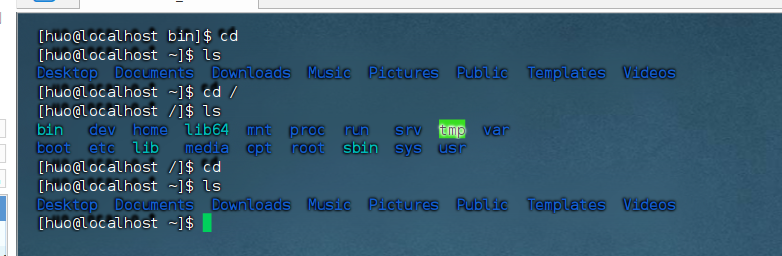 [huo@localhost bin]$ cd
[huo@localhost ~]$ ls
Desktop  Documents  Downloads  Music  Pictures  Public  Templates  Videos
[huo@localhost ~]$ cd /
[huo@localhost /]$ ls
bin   dev  home  lib64  mnt  proc  run   srv  tmp  var
boot  etc  lib   media  opt  root  sbin  sys  usr
[huo@localhost /]$ cd
[huo@localhost ~]$ ls
Desktop  Documents  Downloads  Music  Pictures  Public  Templates  Videos
[huo@localhost ~]$